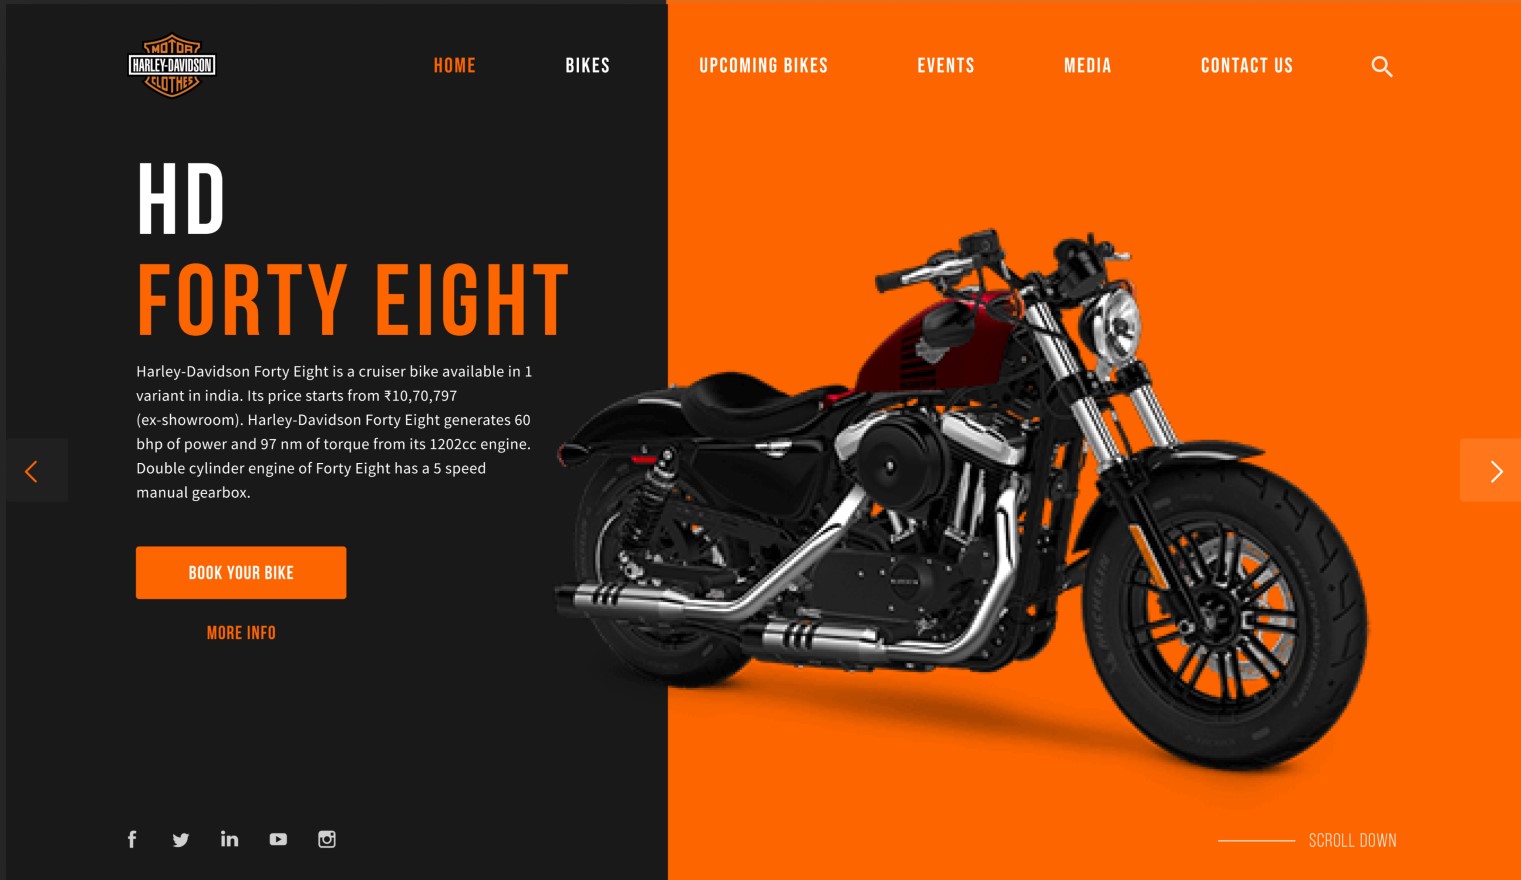 MOTOR
HARLEY-DAVIDSON
CLOTHES
HOME
BIKES
UPCOMING BIKES
EVENTS
MEDIA
CONTACT US
HD
FORTY EIGHT
Harley-Davidson Forty Eight is a cruiser bike available in 1
variant in india. Its price starts from ₹10,70,797
(ex-showroom). Harley-Davidson Forty Eight generates 60
bhp of power and 97 nm of torque from its 1202cc engine.
Double cylinder engine of Forty Eight has a 5 speed
manual gearbox.
BOOK YOUR BIKE
MORE INFO
MICHELIN
SCROLL DOWN